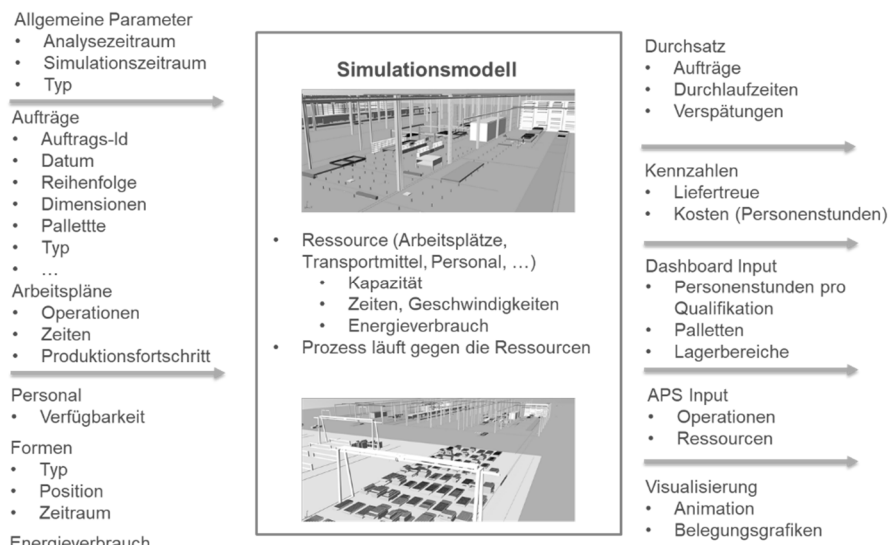 Allgemeine Parameter
• Analysezeitraum
• Simulationszeitraum
• Typ
Aufträge
• Auftrags-Id
• Datum
• Reihenfolge
• Dimensionen
• Pallettte
• Typ
• …
Arbeitspläne
• Operationen
• Zeiten
• Produktionsfortschritt
Personal
• Verfügbarkeit
Formen
• Typ
• Position
• Zeitraum
Energieverbrauch
Simulationsmodell
• Ressource (Arbeitsplätze,
Transportmittel, Personal, …)
• Kapazität
• Zeiten, Geschwindigkeiten
• Energieverbrauch
• Prozess läuft gegen die Ressourcen
Durchsatz
• Aufträge
• Durchlaufzeiten
• Verspätungen
Kennzahlen
• Liefertreue
• Kosten (Personenstunden)
Dashboard Input
• Personenstunden pro
Qualifikation
• Palletten
• Lagerbereiche
APS Input
• Operationen
• Ressourcen
Visualisierung
• Animation
• Belegungsgrafiken